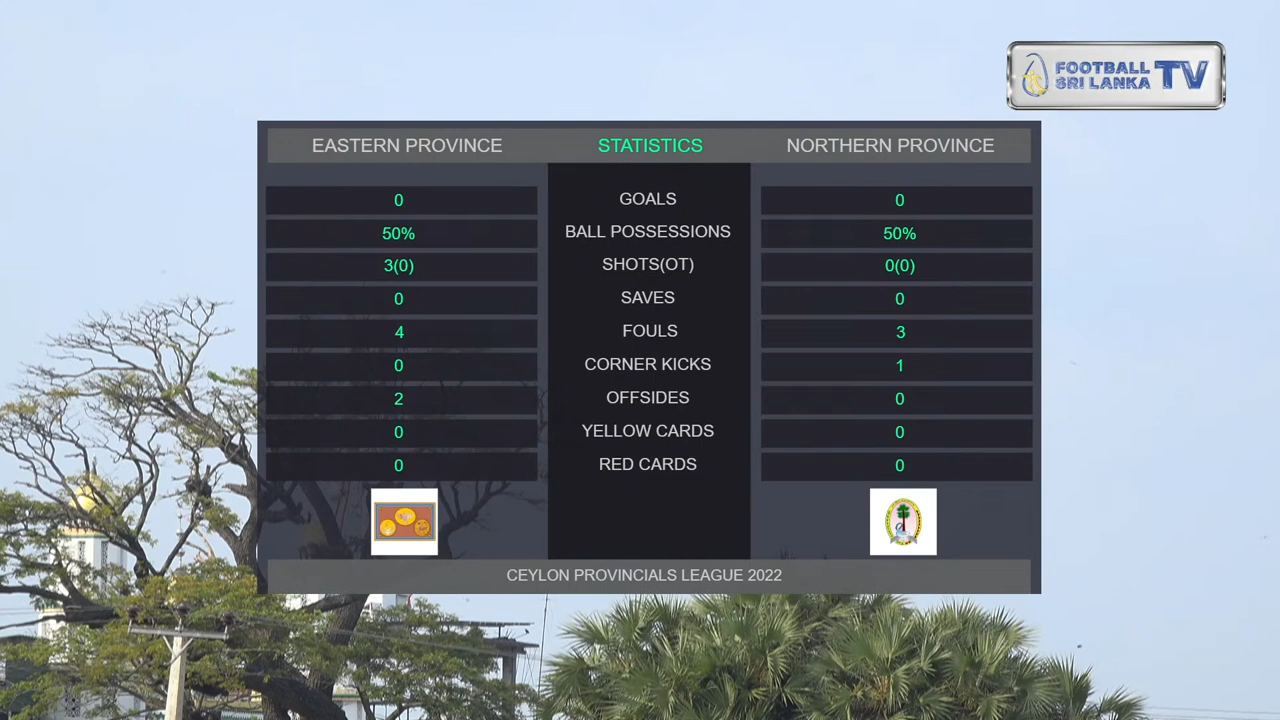 FOOTBALL
SRI LANKA TV
EASTERN PROVINCE STATISTICS NORTHERN PROVINCE
0 GOALS 0
50% BALL POSSESSIONS 50%
3(0) SHOTS(OT) 0(0)
0 SAVES 0
4 FOULS 3
0 CORNER KICKS 1
2 OFFSIDES 0
0 YELLOW CARDS 0
0 RED CARDS 0
CEYLON PROVINCIALS LEAGUE 2022